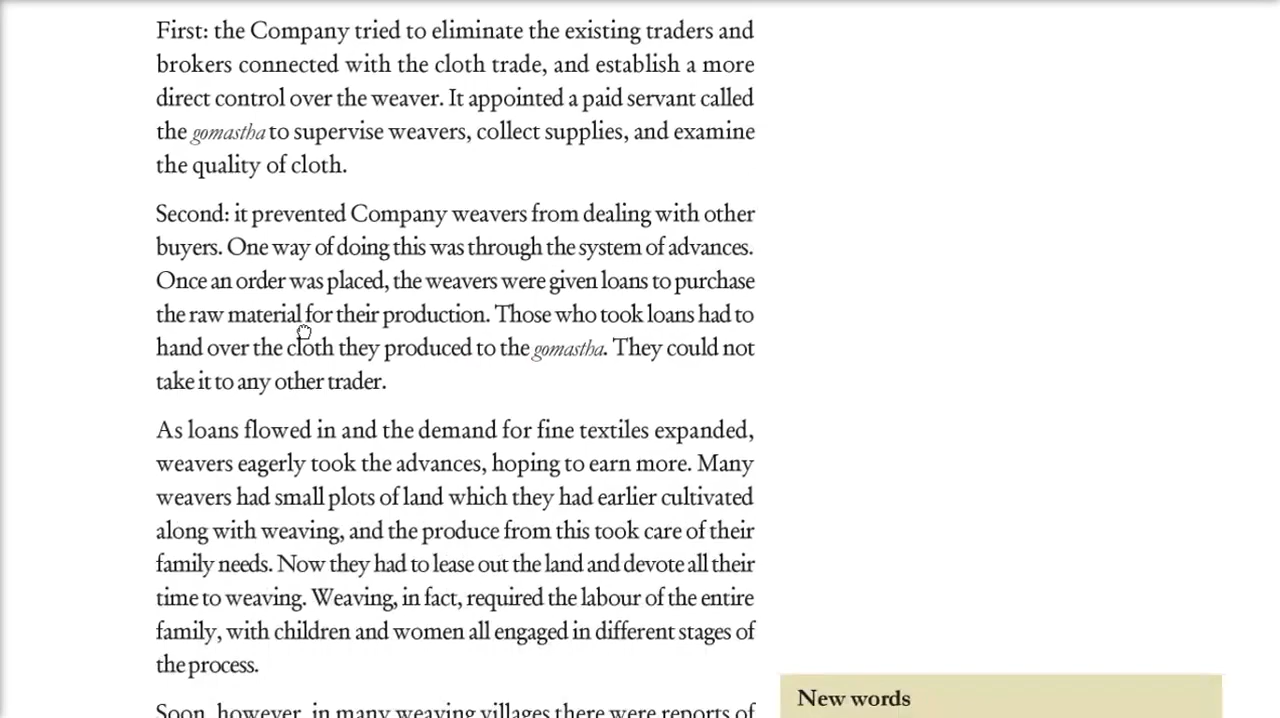 First: the Company tried to eliminate the existing traders and
brokers connected with the cloth trade, and establish a more
direct control over the weaver. It appointed a paid servant called
the gomastha to supervise weavers, collect supplies, and examine
the quality of cloth.
Second: it prevented Company weavers from dealing with other
buyers. One way of doing this was through the system of advances.
Once an order was placed, the weavers were given loans to purchase
the raw material for their production. Those who took loans had to
hand over the cloth they produced to the gomastha. They could not
take it to any other trader.
As loans flowed in and the demand for fine textiles expanded,
weavers eagerly took the advances, hoping to earn more. Many
weavers had small plots of land which they had earlier cultivated
along with weaving, and the produce from this took care of their
family needs. Now they had to lease out the land and devote all their
time to weaving. Weaving, in fact, required the labour of the entire
family, with children and women all engaged in different stages of
the process.
Soon, however, in many weaving villages there were reports of
New words